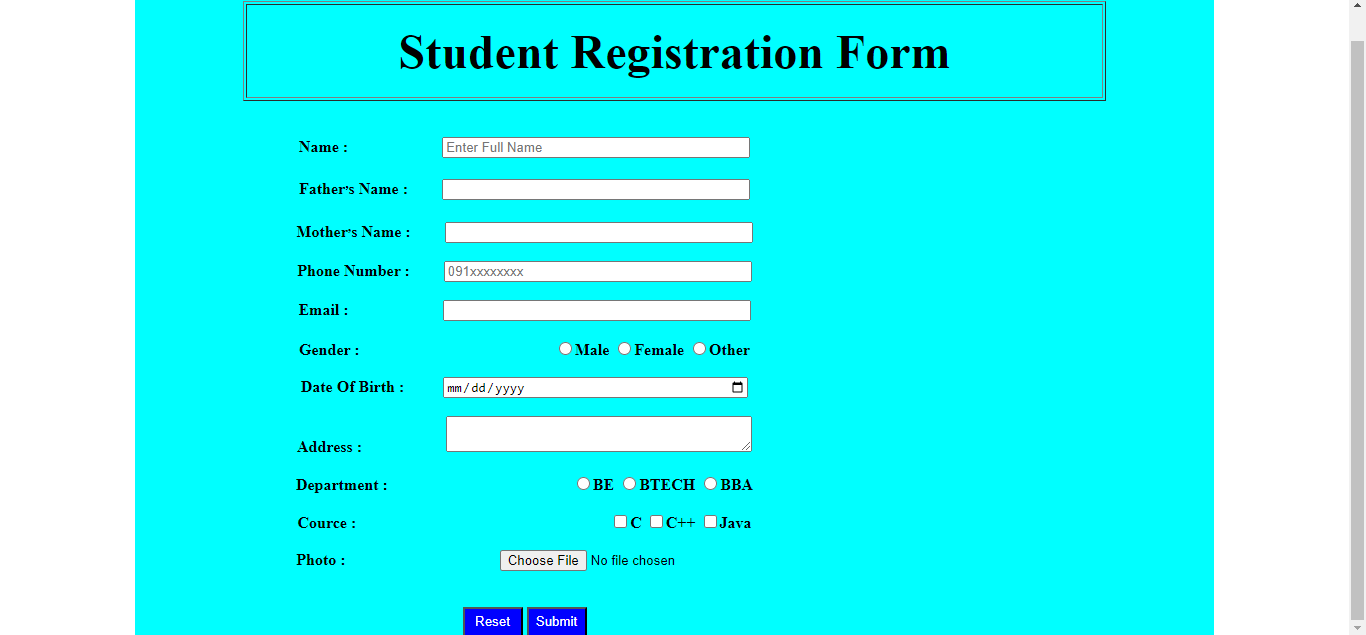 Student Registration Form
Name : Enter Full Name
Father's Name :
Mother's Name :
Phone Number : 091xxxxxxxx
Email :
Gender : Male Female Other
Date Of Birth : mm/dd/yyyy
Address :
Department : BE BTECH BBA
Cource : C C++ Java
Photo : Choose File No file chosen
Reset Submit